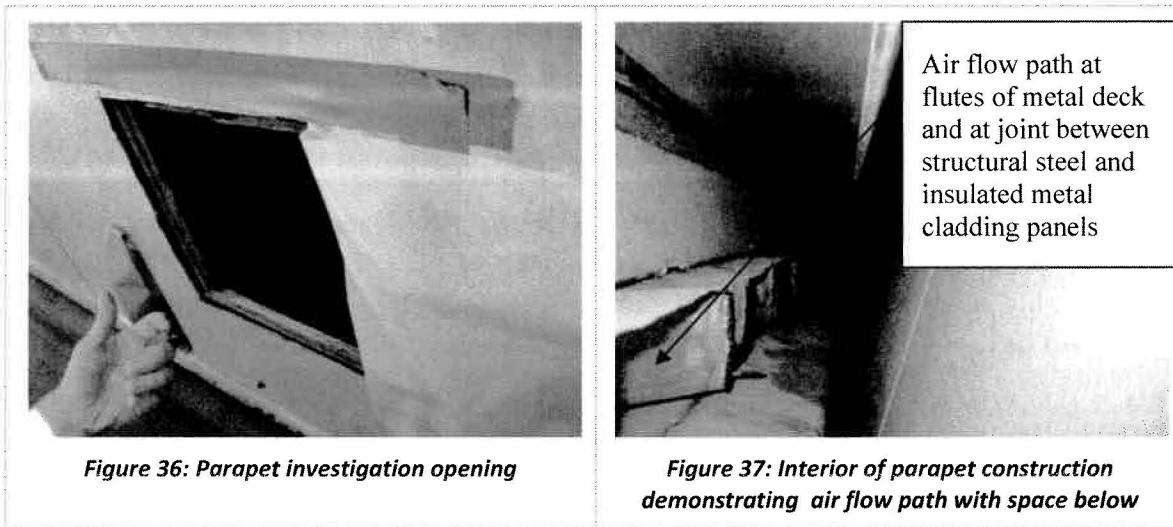 Air flow path at
flutes of metal deck
and at joint between
structural steel and
insulated metal
cladding panels
Figure 36: Parapet investigation opening
Figure 37: Interior of parapet construction
demonstrating air flow path with space below